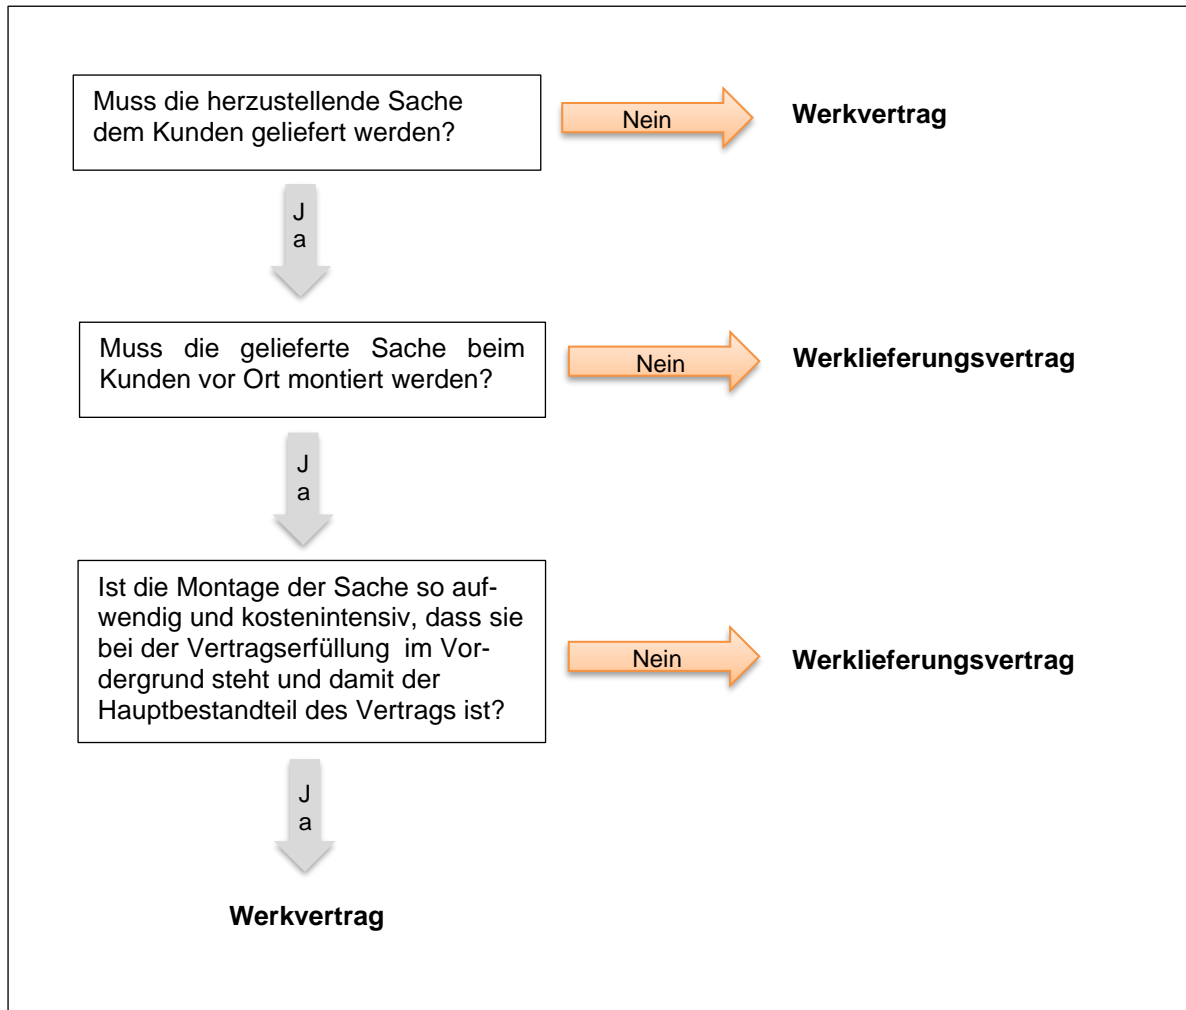 Muss die herzustellende Sache
dem Kunden geliefert werden?
Nein
Werkvertrag
J
a
Muss die gelieferte Sache beim
Kunden vor Ort montiert werden?
Nein
Werklieferungsvertrag
J
a
Ist die Montage der Sache so auf-
wendig und kostenintensiv, dass sie
bei der Vertragserfüllung im Vor-
dergrund steht und damit der
Hauptbestandteil des Vertrags ist?
Nein
Werklieferungsvertrag
J
a
Werkvertrag